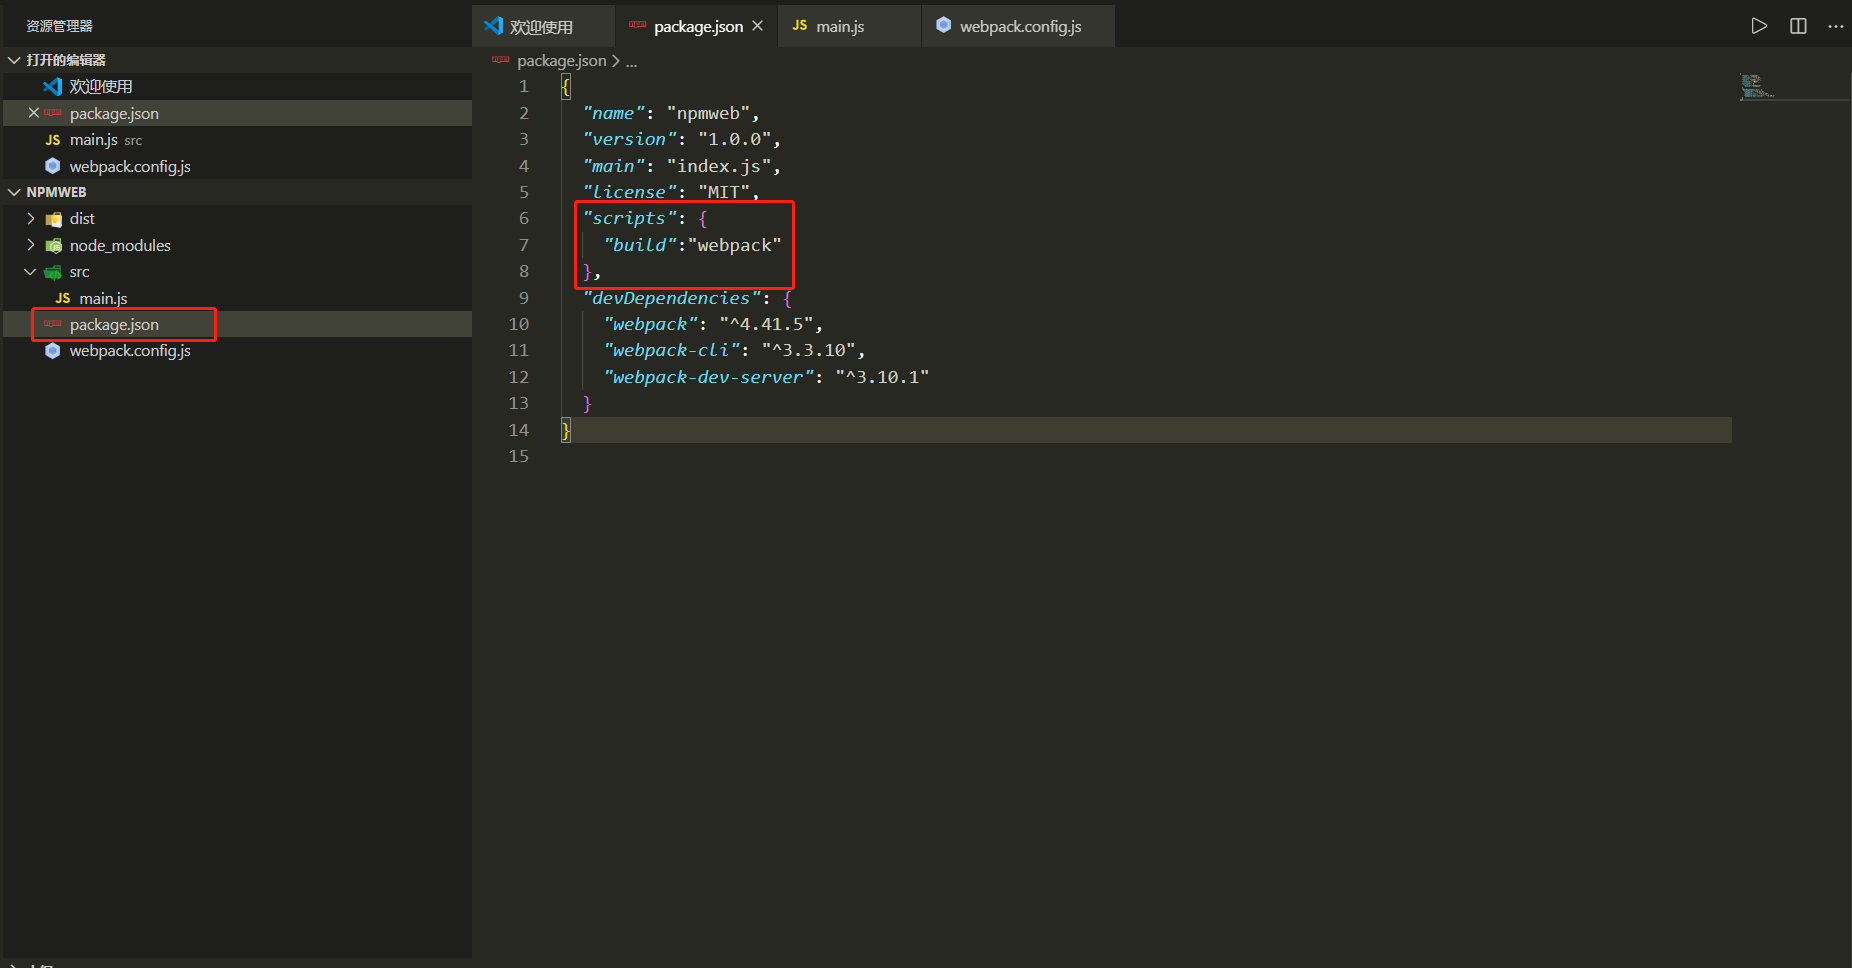 资源管理器
打开的编辑器
欢迎使用
package.json
main.js src
webpack.config.js
NPMWEB
dist
node_modules
src
JS main.js
package.json
webpack.config.js
欢迎使用 package.json JS main.js webpack.config.js
package.json > ...
1 {
2 "name": "npmweb",
3 "version": "1.0.0",
4 "main": "index.js",
5 "license": "MIT",
6 "scripts": {
7 "build":"webpack"
8 },
9 "devDependencies": {
10 "webpack": "^4.41.5",
11 "webpack-cli": "^3.3.10",
12 "webpack-dev-server": "^3.10.1"
13 }
14 }
15